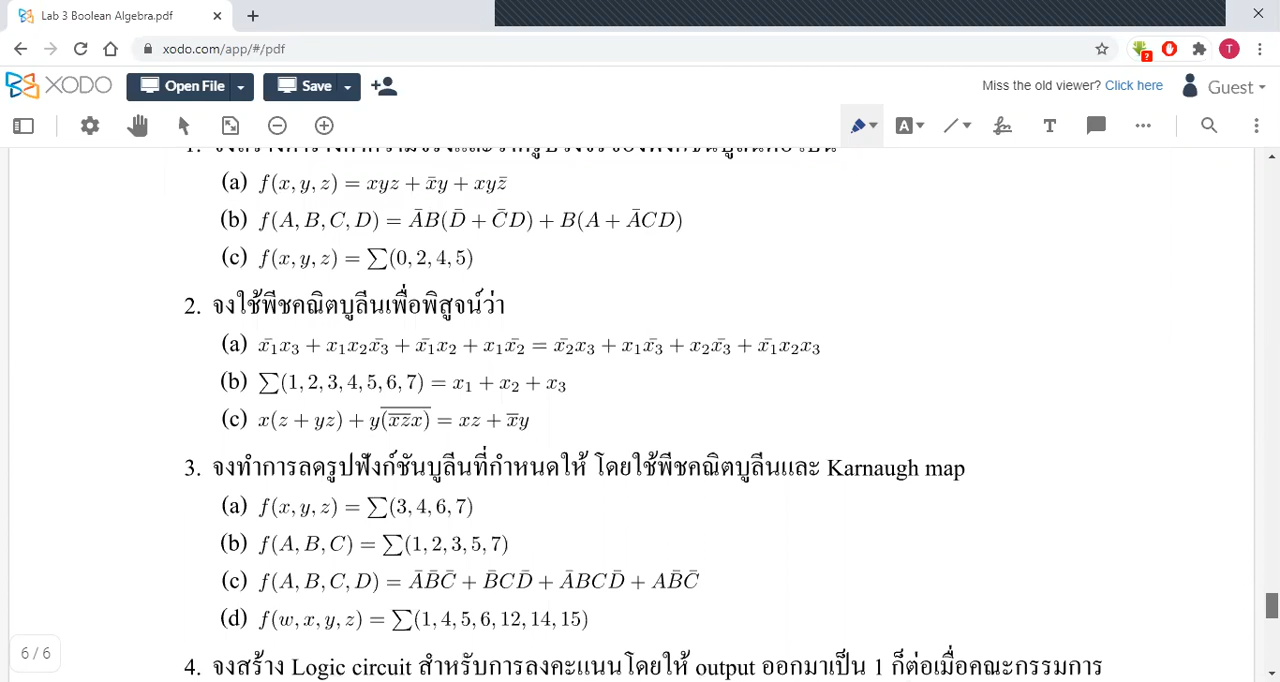 Lab 3 Boolean Algebra.pdf
xodo.com/app/#/pdf
T
XODO
Open File
Save
Miss the old viewer? Click here
Guest
(a) f(x, y, z) = xyz + x̄y + xyz̄
(b) f(A, B, C, D) = ĀB(D̄ + C̄D) + B(A + ĀCD)
(c) f(x, y, z) = ∑(0, 2, 4, 5)
2. จงใช้พีชคณิตบูลีนเพื่อพิสูจน์ว่า
(a) x̄₁x₃ + x₁x₂x̄₃ + x̄₁x₂ + x₁x̄₂ = x̄₂x₃ + x₁x̄₃ + x₂x̄₃ + x̄₁x₂x₃
(b) ∑(1, 2, 3, 4, 5, 6, 7) = x₁ + x₂ + x₃
(c) x(z + yz) + y(̅x̅z̅x̅)̅ = xz + x̅y
3. จงทำการลดรูปฟังก์ชันบูลีนที่กำหนดให้ โดยใช้พีชคณิตบูลีนและ Karnaugh map
(a) f(x, y, z) = ∑(3, 4, 6, 7)
(b) f(A, B, C) = ∑(1, 2, 3, 5, 7)
(c) f(A, B, C, D) = ĀB̄C̄ + B̄CD̄ + ĀBCD̄ + AB̄C̄
(d) f(w, x, y, z) = ∑(1, 4, 5, 6, 12, 14, 15)
6 / 6
4. จงสร้าง Logic circuit สำหรับการลงคะแนนโดยให้ output ออกมาเป็น 1 ก็ต่อเมื่อคณะกรรมการ